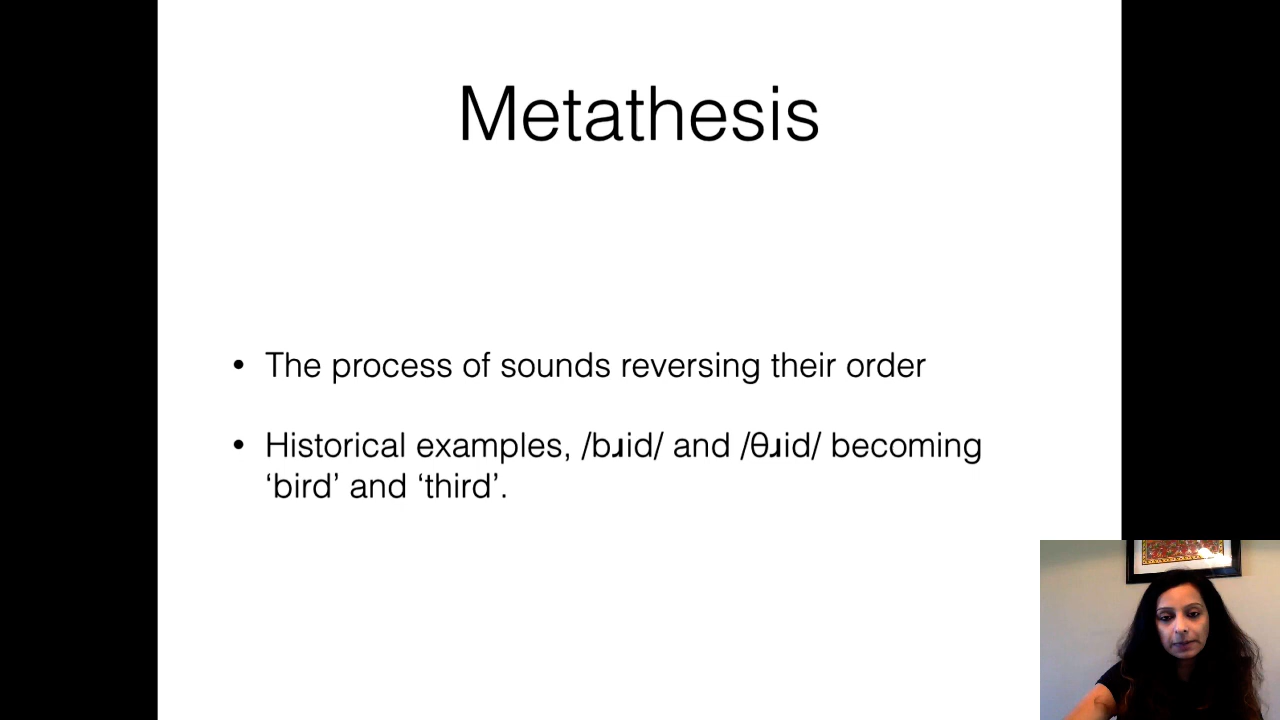 Metathesis
• The process of sounds reversing their order
• Historical examples, /bɹid/ and /θɹid/ becoming
‘bird’ and ‘third’.